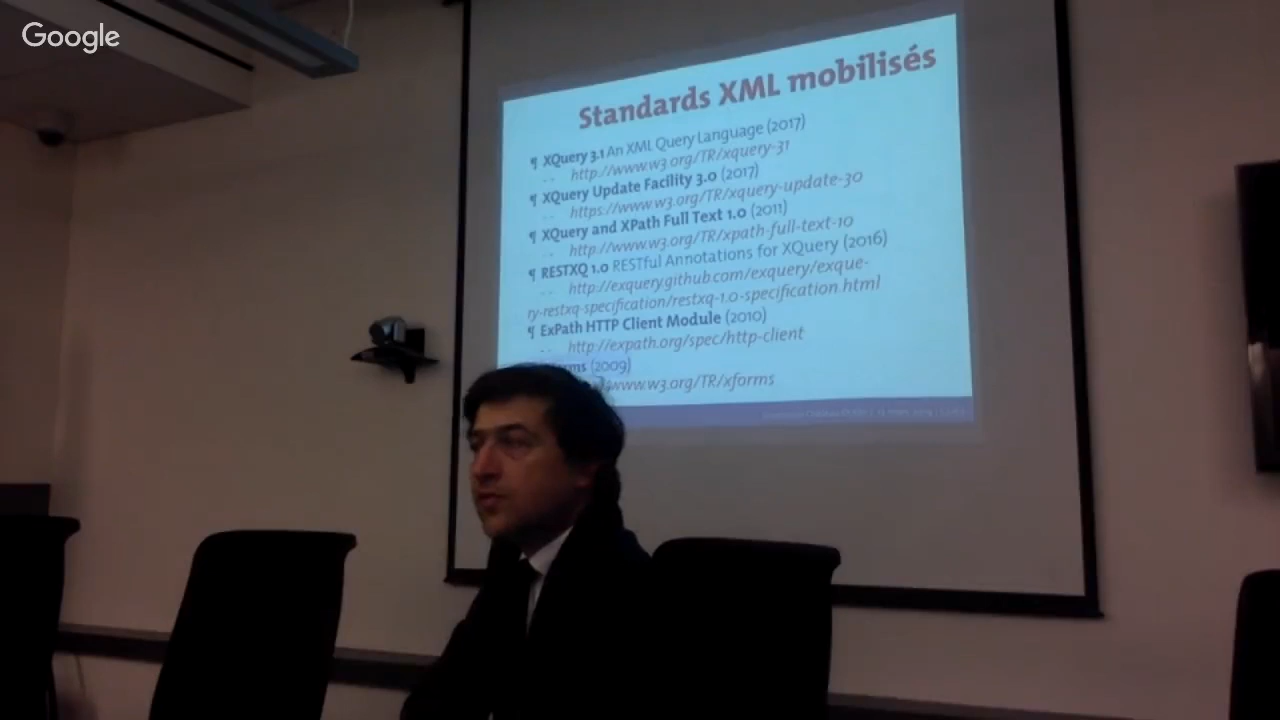 Google
Standards XML mobilisés
¶ XQuery 3.1 An XML Query Language (2017)
-- http://www.w3.org/TR/xquery-31
¶ XQuery Update Facility 3.0 (2017)
-- https://www.w3.org/TR/xquery-update-30
¶ XQuery and XPath Full Text 1.0 (2011)
-- http://www.w3.org/TR/xpath-full-text-10
¶ RESTXQ 1.0 RESTful Annotations for XQuery (2016)
-- http://exquery.github.com/exquery/exque-
ry-restxq-specification/restxq-1.0-specification.html
¶ ExPath HTTP Client Module (2010)
-- http://expath.org/spec/http-client
(2009)
www.w3.org/TR/xforms